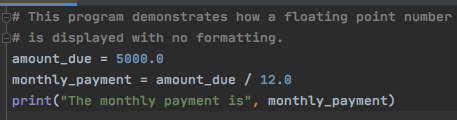 # This program demonstrates how a floating point number
# is displayed with no formatting.
amount_due = 5000.0
monthly_payment = amount_due / 12.0
print("The monthly payment is", monthly_payment)